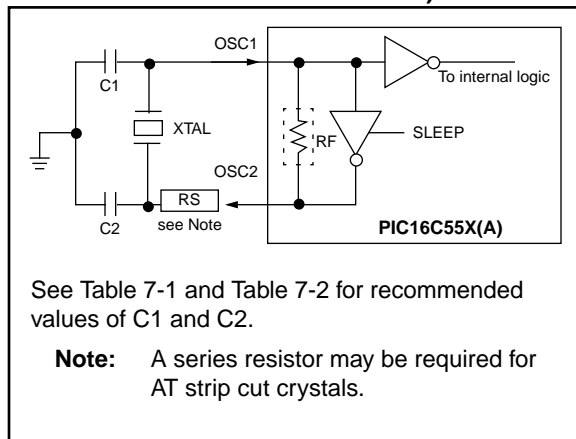 OSC1
C1
To internal logic
XTAL
RF
SLEEP
OSC2
RS
see Note
C2
PIC16C55X(A)
See Table 7-1 and Table 7-2 for recommended
values of C1 and C2.
Note: A series resistor may be required for
AT strip cut crystals.